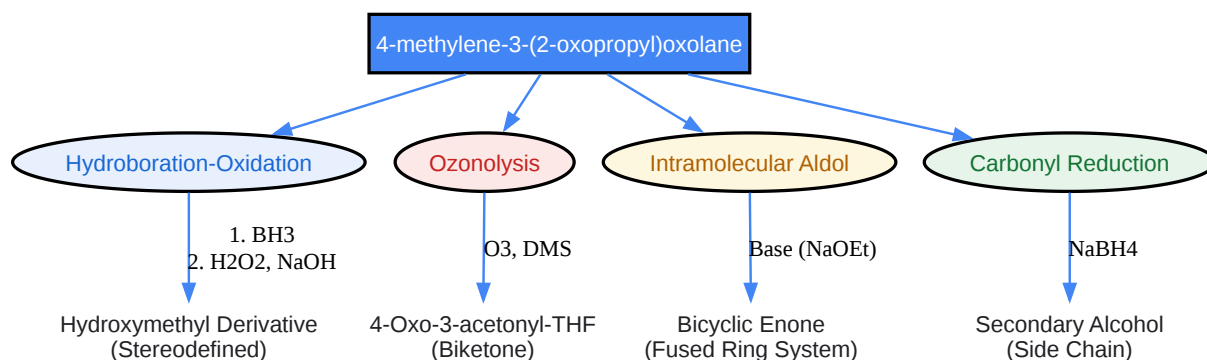 4-methylene-3-(2-oxopropyl)oxolane
Hydroboration-Oxidation
Ozonolysis
Intramolecular Aldol
Carbonyl Reduction
1. BH3
2. H2O2, NaOH
O3, DMS
Base (NaOEt)
NaBH4
Hydroxymethyl Derivative
(Stereodefined)
4-Oxo-3-acetonyl-THF
(Biketone)
Bicyclic Enone
(Fused Ring System)
Secondary Alcohol
(Side Chain)